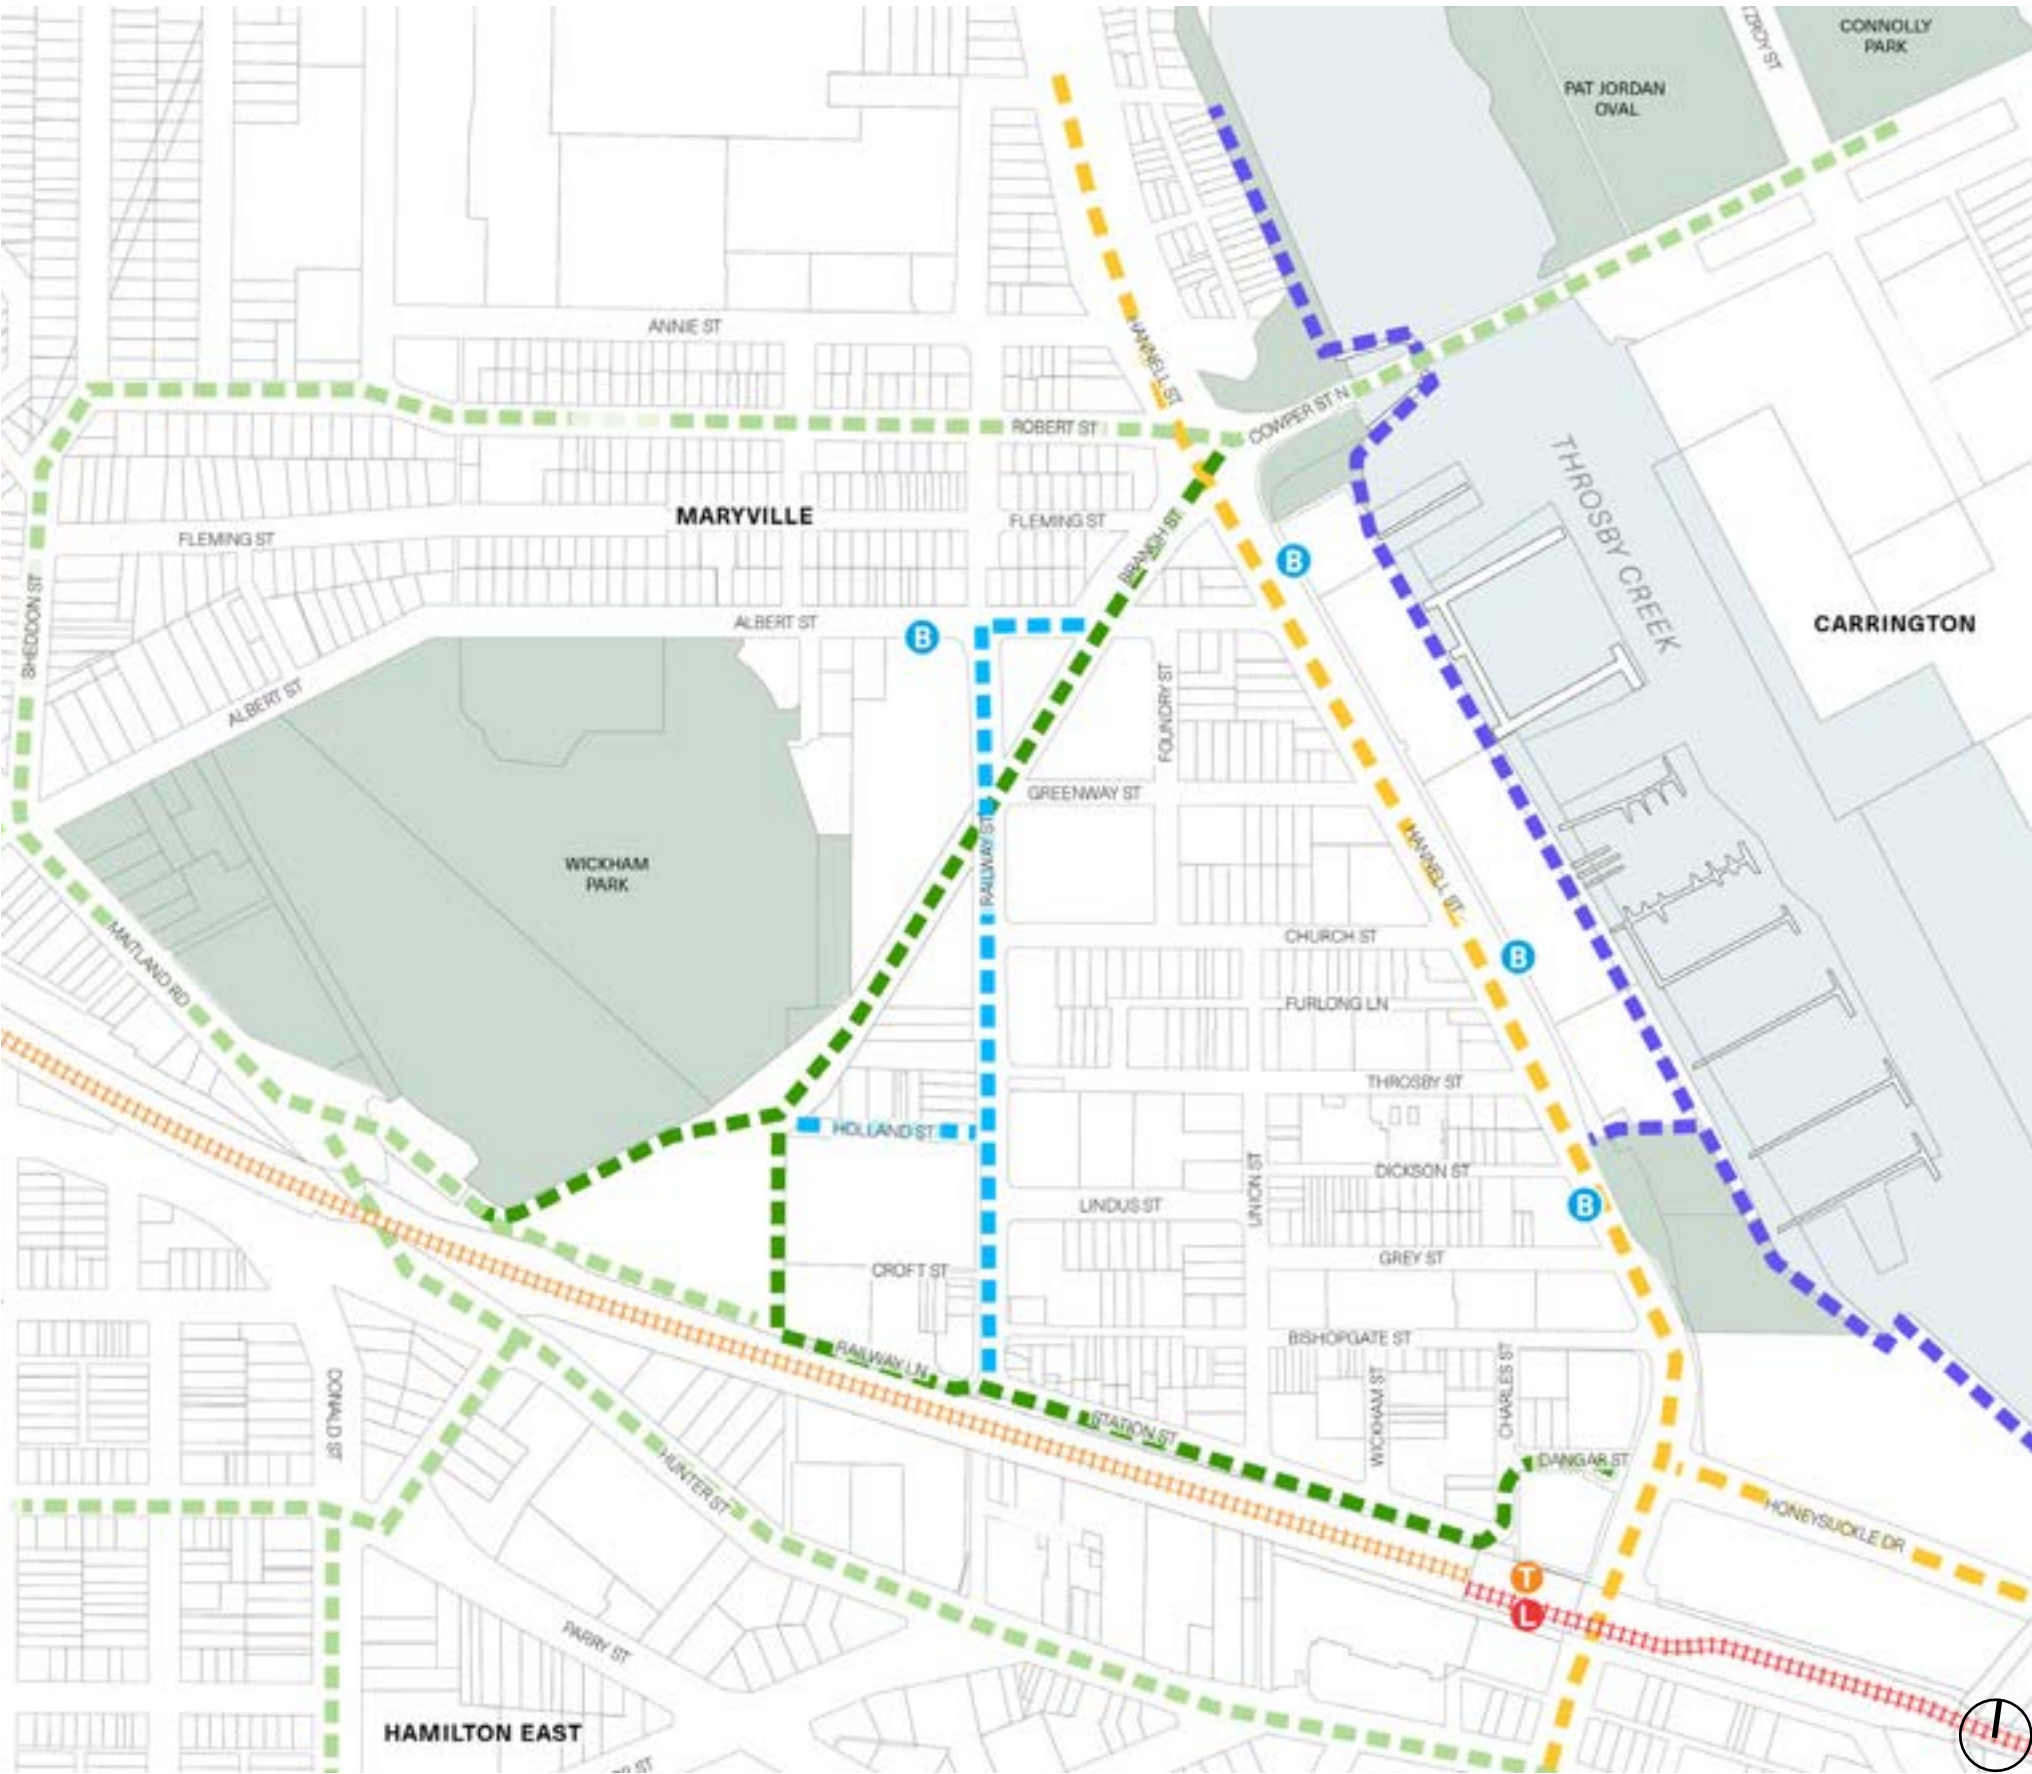 CONNOLLY
PARK
PAT JORDAN
OVAL
ANNIE ST
HANNELL ST
COWPER ST N
ROBERT ST
MARYVILLE
FLEMING ST
FLEMING ST
BRANCH ST
THROSBY CREEK
B
SHEDDON ST
ALBERT ST
B
CARRINGTON
ALBERT ST
FOUNDRY ST
GREENWAY ST
WICKHAM
PARK
RAILWAY ST
HANNELL ST
MAITLAND RD
CHURCH ST
B
FURLONG LN
THROSBY ST
HOLLAND ST
DICKSON ST
UNION ST
LINDUS ST
B
GREY ST
CROFT ST
BISHOPGATE ST
RAILWAY LN
DONALD ST
WICKHAM ST
CHARLES ST
STATION ST
DANGAR ST
HUNTER ST
HONEYSUCKLE DR
T
L
PARRY ST
HAMILTON EAST